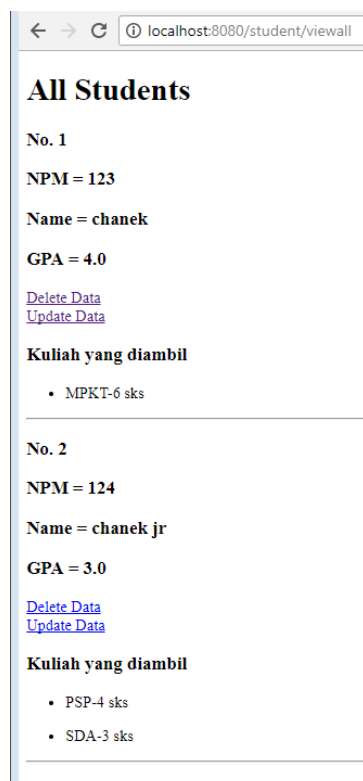 localhost:8080/student/viewall
All Students
No. 1
NPM = 123
Name = chanek
GPA = 4.0
Delete Data
Update Data
Kuliah yang diambil
• MPKT-6 sks
No. 2
NPM = 124
Name = chanek jr
GPA = 3.0
Delete Data
Update Data
Kuliah yang diambil
• PSP-4 sks
• SDA-3 sks